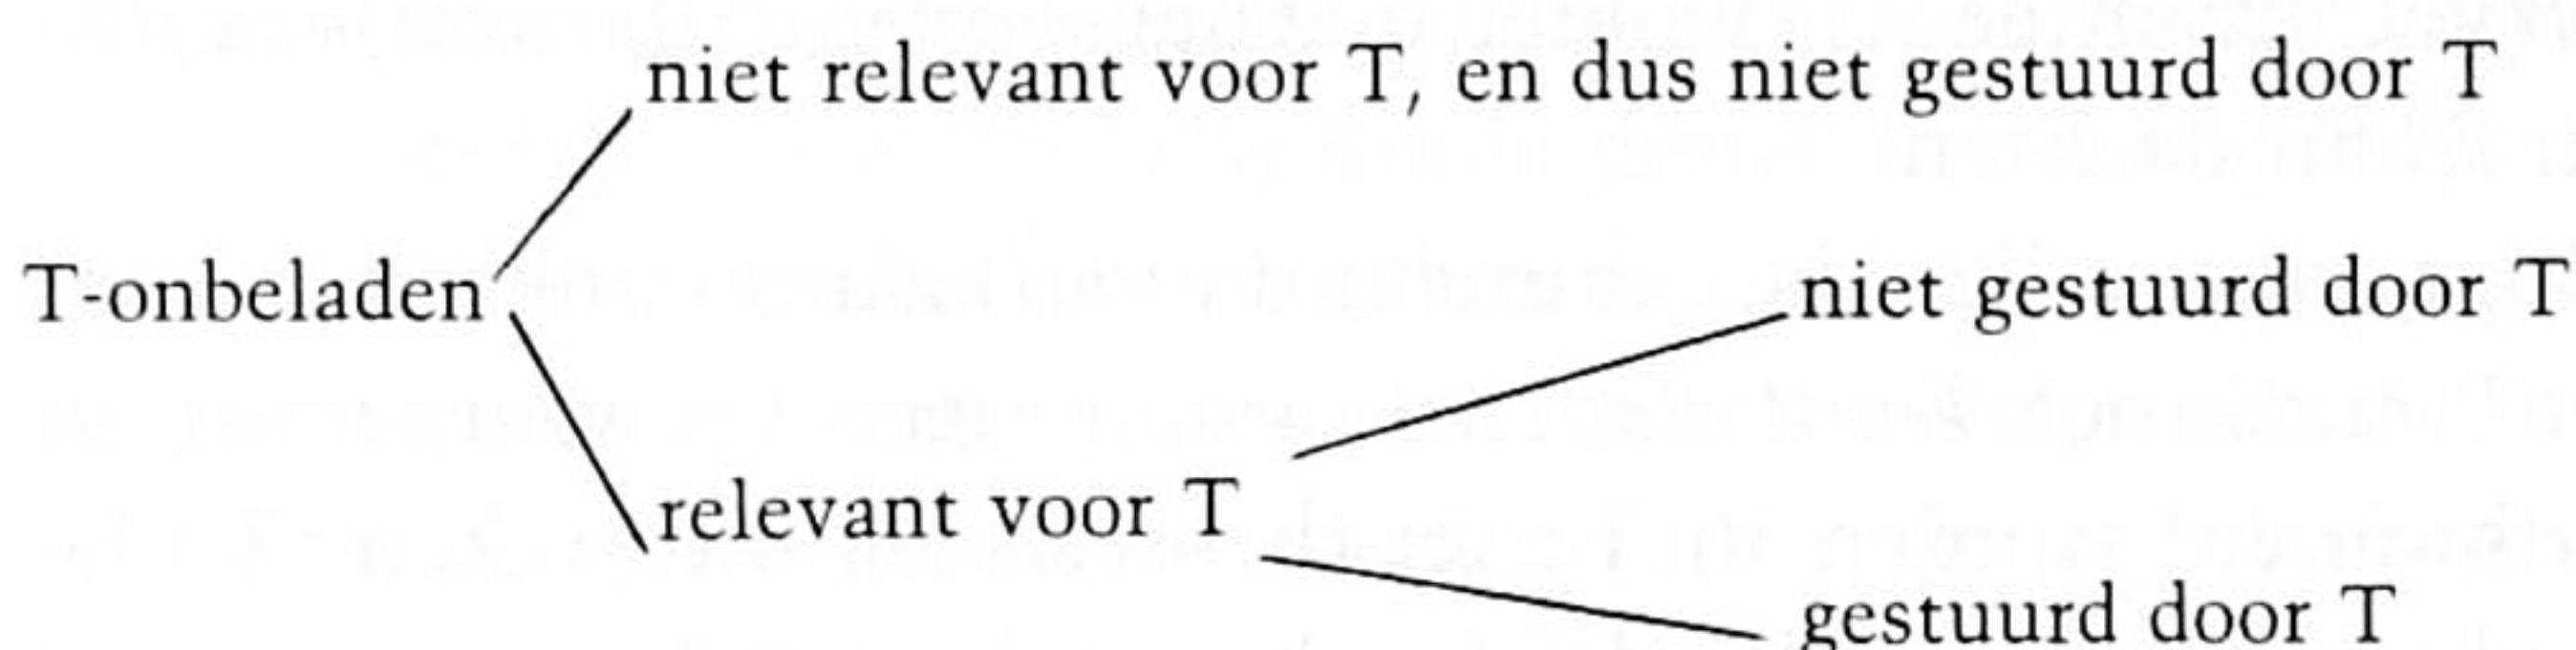 niet relevant voor T, en dus niet gestuurd door T
T-onbeladen
niet gestuurd door T
relevant voor T
gestuurd door T